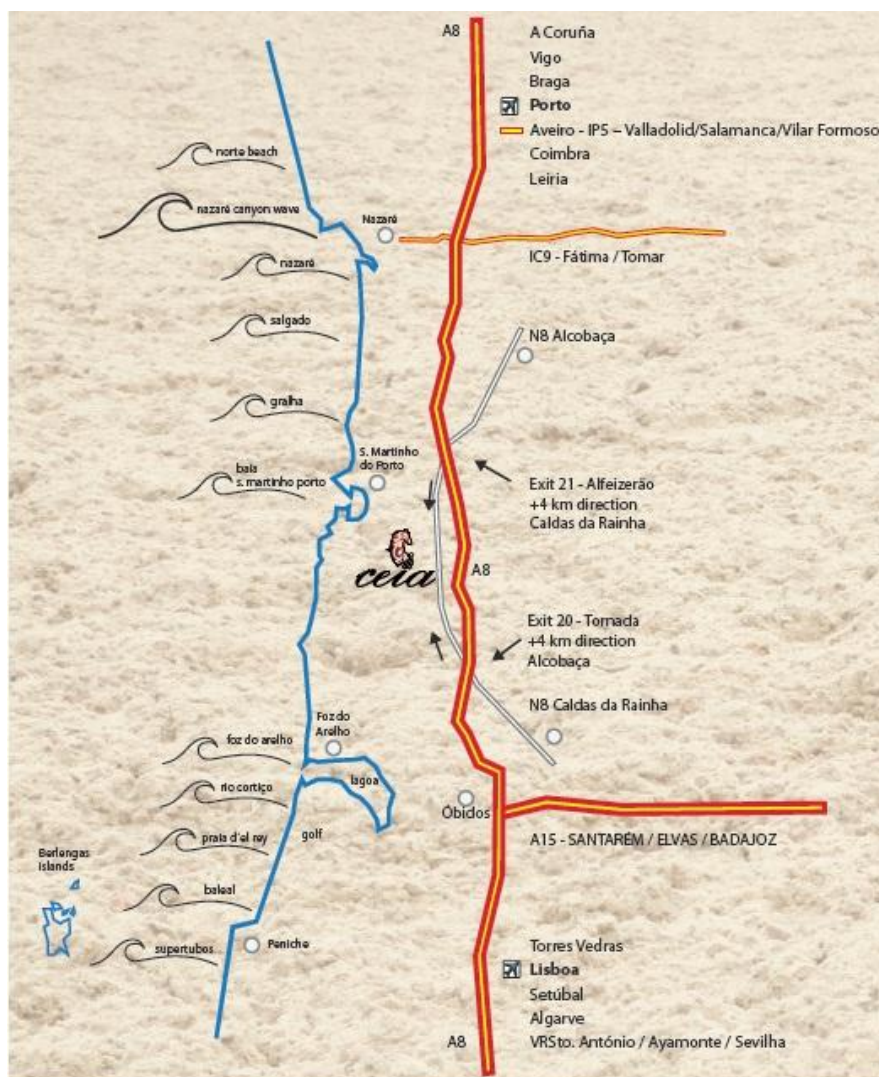 A8
A Coruña
Vigo
Braga
Porto
Aveiro - IP5 – Valladolid/Salamanca/Vilar Formoso
Coimbra
Leiria
norte beach
nazaré canyon wave
Nazaré
nazaré
IC9 - Fátima / Tomar
salgado
N8 Alcobaça
gralha
S. Martinho
do Porto
baia
s. martinho porto
Exit 21 - Alfeizerão
+4 km direction
Caldas da Rainha
ceia
A8
Exit 20 - Tornada
+4 km direction
Alcobaça
N8 Caldas da Rainha
Foz do
Arelho
foz do arelho
lagoa
rio cortiço
Óbidos
golf
praia d'el rey
A15 - SANTARÉM / ELVAS / BADAJOZ
Berlengas
islands
baleal
Peniche
supertubos
Torres Vedras
Lisboa
Setúbal
Algarve
A8
VRSto. António / Ayamonte / Sevilha